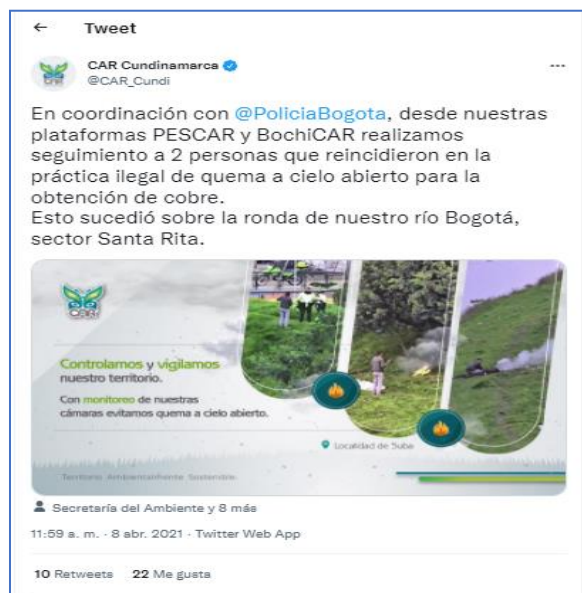 ← Tweet
CAR Cundinamarca
@CAR_Cundi
...
En coordinación con @PoliciaBogota, desde nuestras
plataformas PESCAR y BochiCAR realizamos
seguimiento a 2 personas que reincidieron en la
práctica ilegal de quema a cielo abierto para la
obtención de cobre.
Esto sucedió sobre la ronda de nuestro río Bogotá,
sector Santa Rita.
CAR
Controlamos y vigilamos
nuestro territorio.
Con monitoreo de nuestras
cámaras evitamos quema a cielo abierto.
Localidad de Suba
Territorio Ambientalmente Sostenible
Secretaría del Ambiente y 8 más
11:59 a. m. · 8 abr. 2021 · Twitter Web App
10 Retweets 22 Me gusta